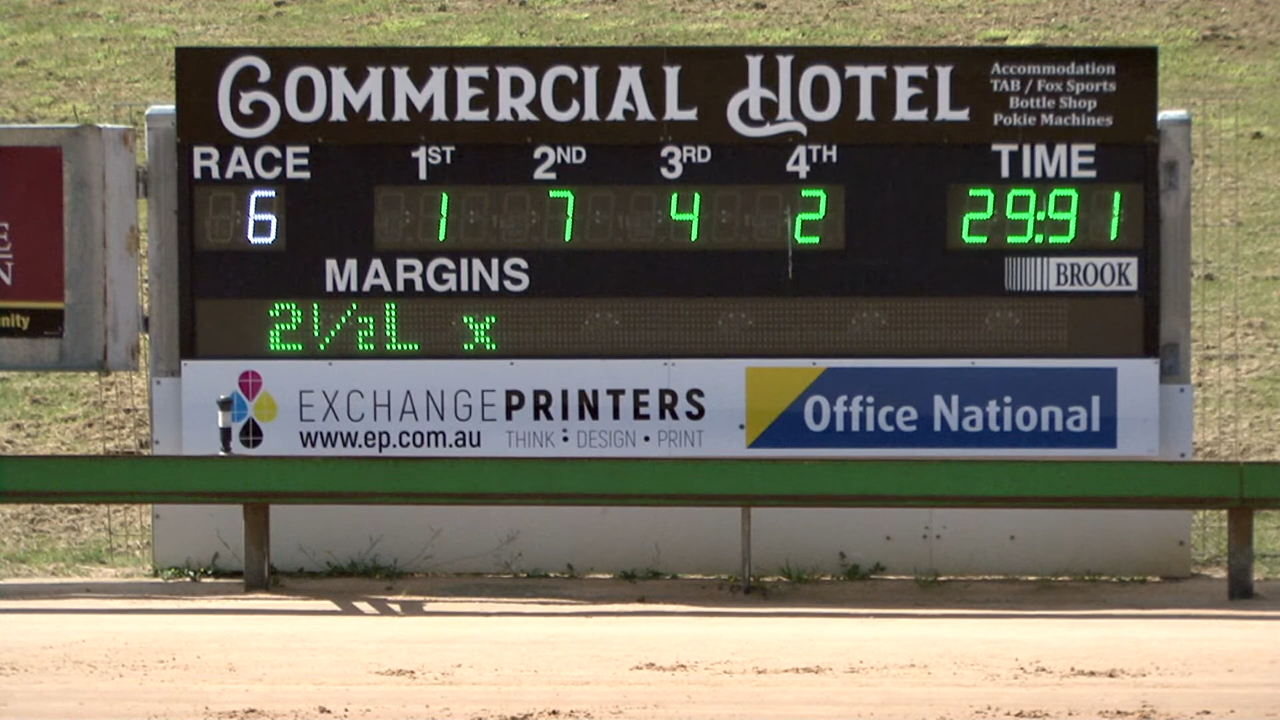 COMMERCIAL HOTEL
Accommodation
TAB / Fox Sports
Bottle Shop
Pokie Machines
RACE 1ST 2ND 3RD 4TH TIME
6 1 7 4 2 29:91
MARGINS
BROOK
2½L x
E
N
nity
EXCHANGEPRINTERS
www.ep.com.au THINK • DESIGN • PRINT
Office National